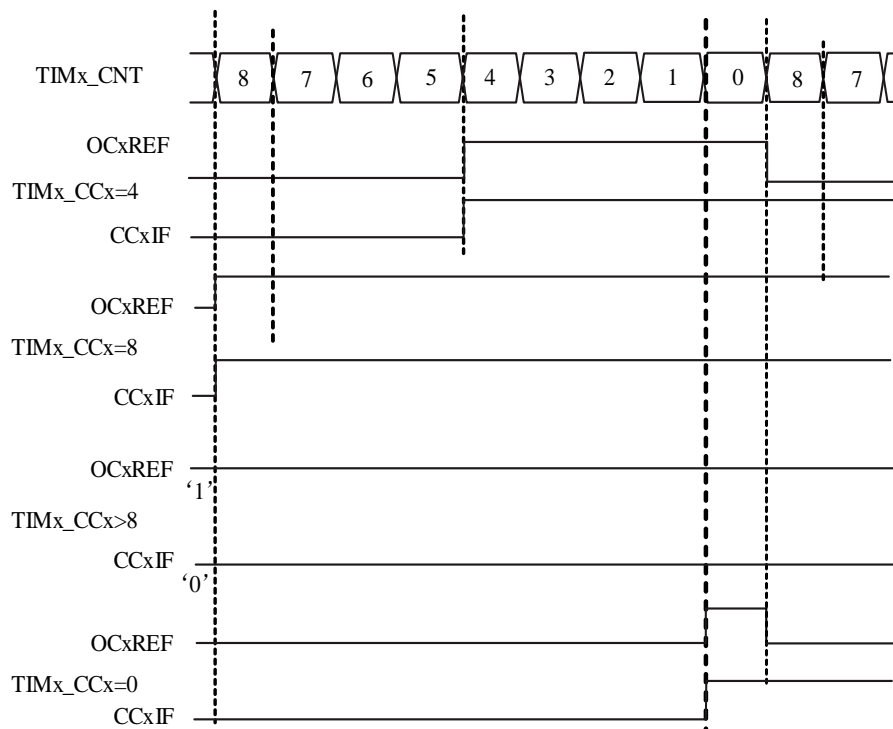 TIMx_CNT 8 7 6 5 4 3 2 1 0 8 7
OCxREF
TIMx_CCx=4
CCxIF
OCxREF
TIMx_CCx=8
CCxIF
OCxREF
‘1’
TIMx_CCx>8
CCxIF
‘0’
OCxREF
TIMx_CCx=0
CCxIF